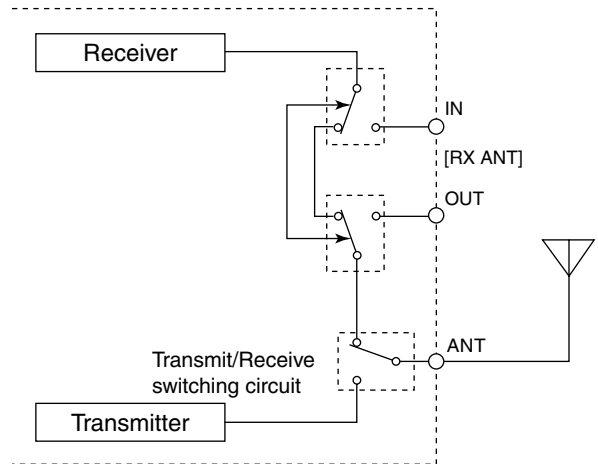 Receiver
IN
[RX ANT]
OUT
ANT
Transmit/Receive
switching circuit
Transmitter